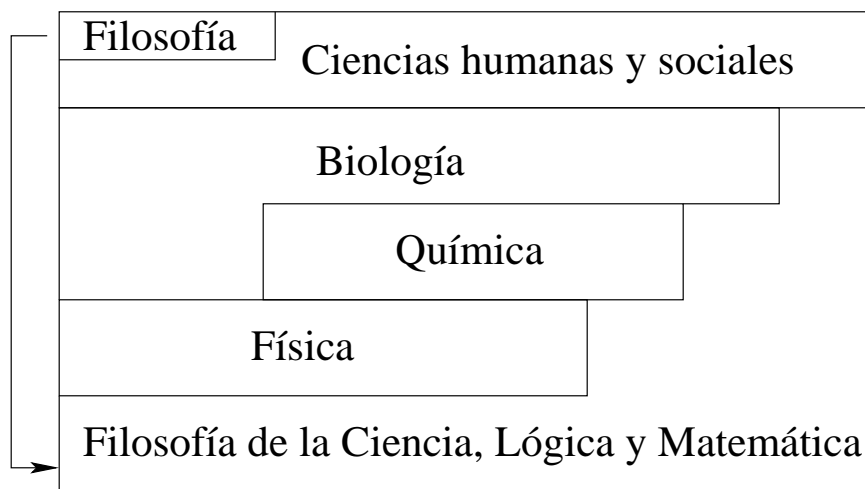 Filosofía
Ciencias humanas y sociales
Biología
Química
Física
Filosofía de la Ciencia, Lógica y Matemática